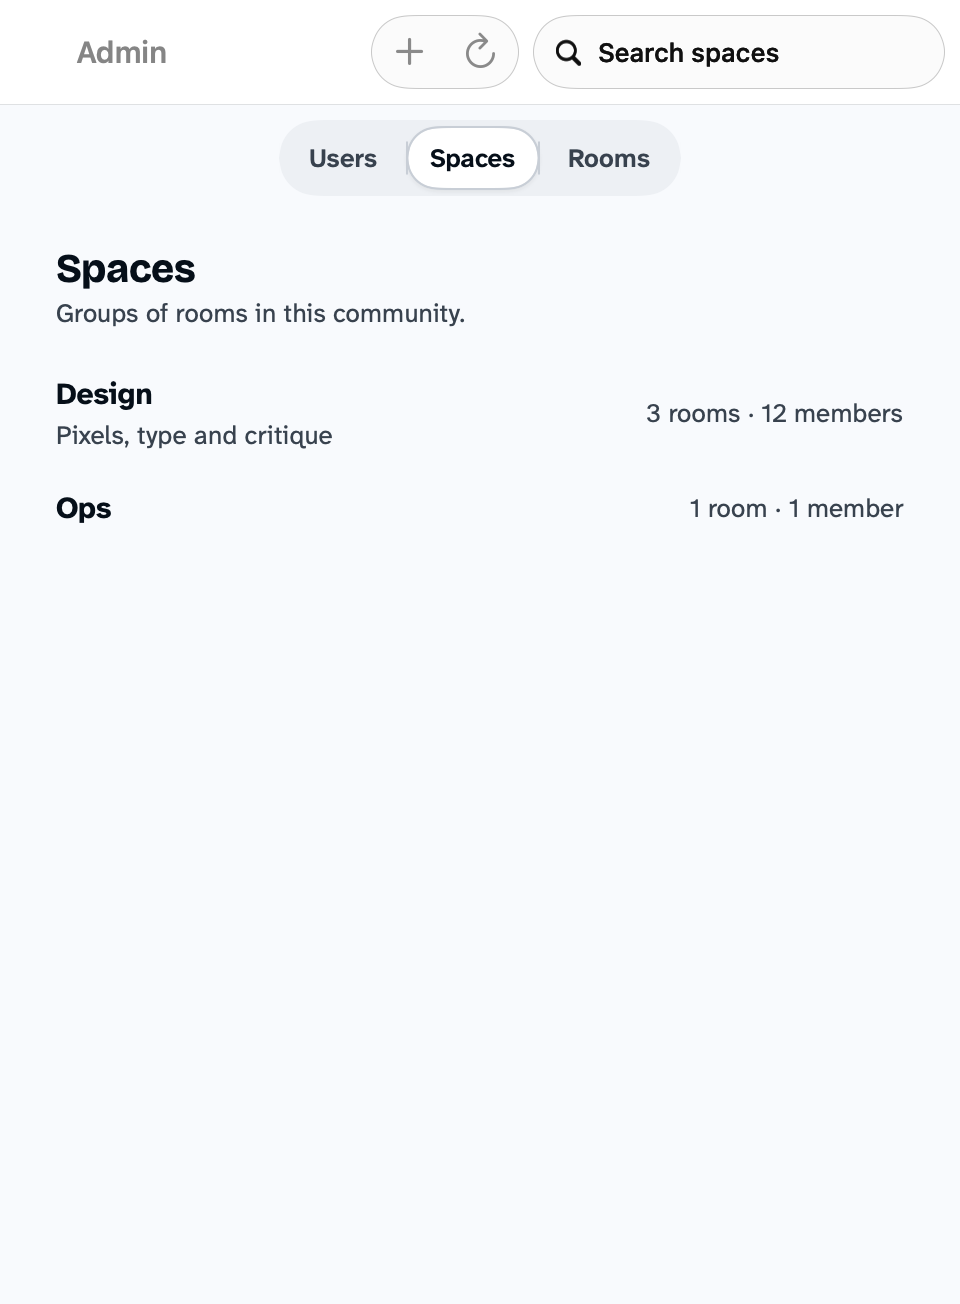 Admin
Search spaces
Users
Spaces
Rooms
Spaces
Groups of rooms in this community.
Design
Pixels, type and critique
3 rooms · 12 members
Ops
1 room · 1 member